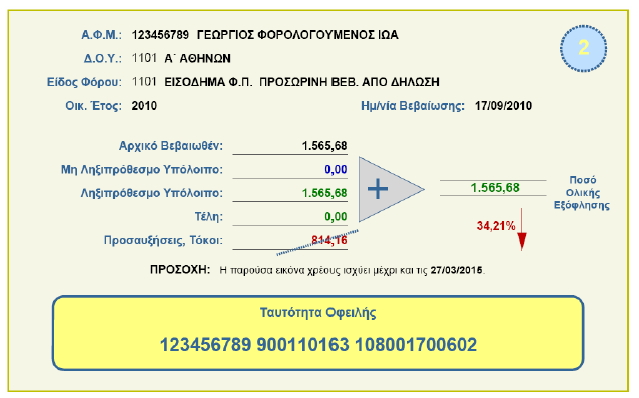 Α.Φ.Μ.: 123456789 ΓΕΩΡΓΙΟΣ ΦΟΡΟΛΟΓΟΥΜΕΝΟΣ ΙΩΑ
2
Δ.Ο.Υ.: 1101 Α΄ ΑΘΗΝΩΝ
Είδος Φόρου: 1101 ΕΙΣΟΔΗΜΑ Φ.Π. ΠΡΟΣΩΡΙΝΗ ΒΕΒ. ΑΠΟ ΔΗΛΩΣΗ
Οικ. Έτος: 2010 Ημ/νία Βεβαίωσης: 17/09/2010
Αρχικό Βεβαιωθέν: 1.565,68
Μη Ληξιπρόθεσμο Υπόλοιπο: 0,00
Ληξιπρόθεσμο Υπόλοιπο: 1.565,68
Τέλη: 0,00
Προσαυξήσεις, Τόκοι: 814,16
+
1.565,68
Ποσό
Ολικής
Εξόφλησης
34,21%
ΠΡΟΣΟΧΗ: Η παρούσα εικόνα χρέους ισχύει μέχρι και τις 27/03/2015.
Ταυτότητα Οφειλής
123456789 900110163 108001700602